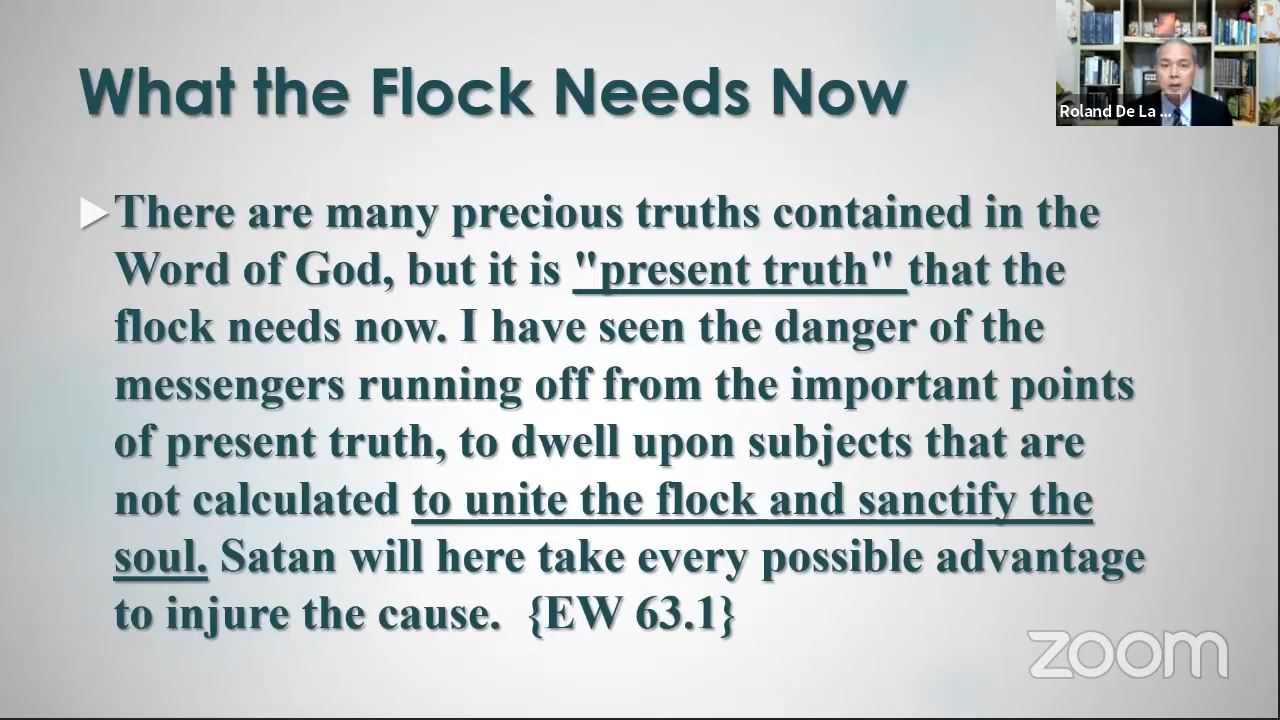 What the Flock Needs Now
Roland De La ...
There are many precious truths contained in the
Word of God, but it is "present truth" that the
flock needs now. I have seen the danger of the
messengers running off from the important points
of present truth, to dwell upon subjects that are
not calculated to unite the flock and sanctify the
soul. Satan will here take every possible advantage
to injure the cause. {EW 63.1}
zoom